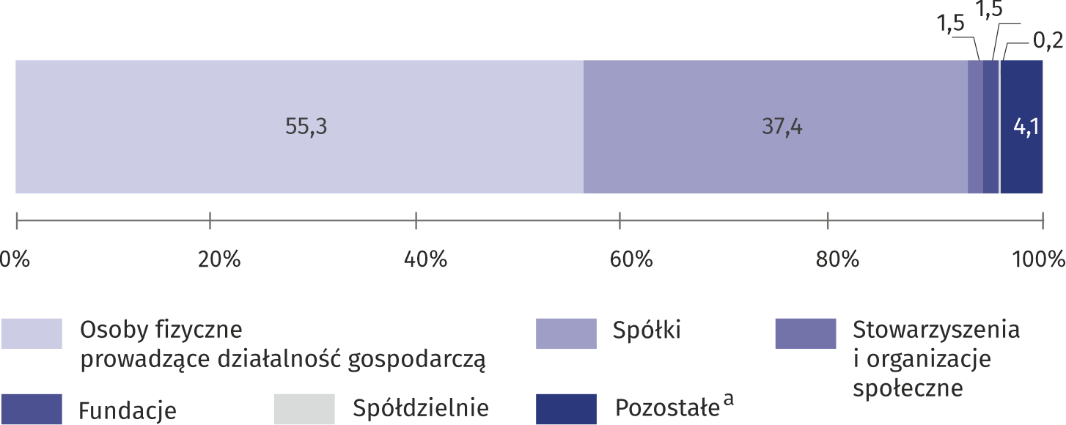 1,5
1,5
0,2
55,3
37,4
4,1
0%
20%
40%
60%
80%
100%
Osoby fizyczne
prowadzące działalność gospodarczą
Spółki
Stowarzyszenia
i organizacje
społeczne
Fundacje
Spółdzielnie
Pozostałe a